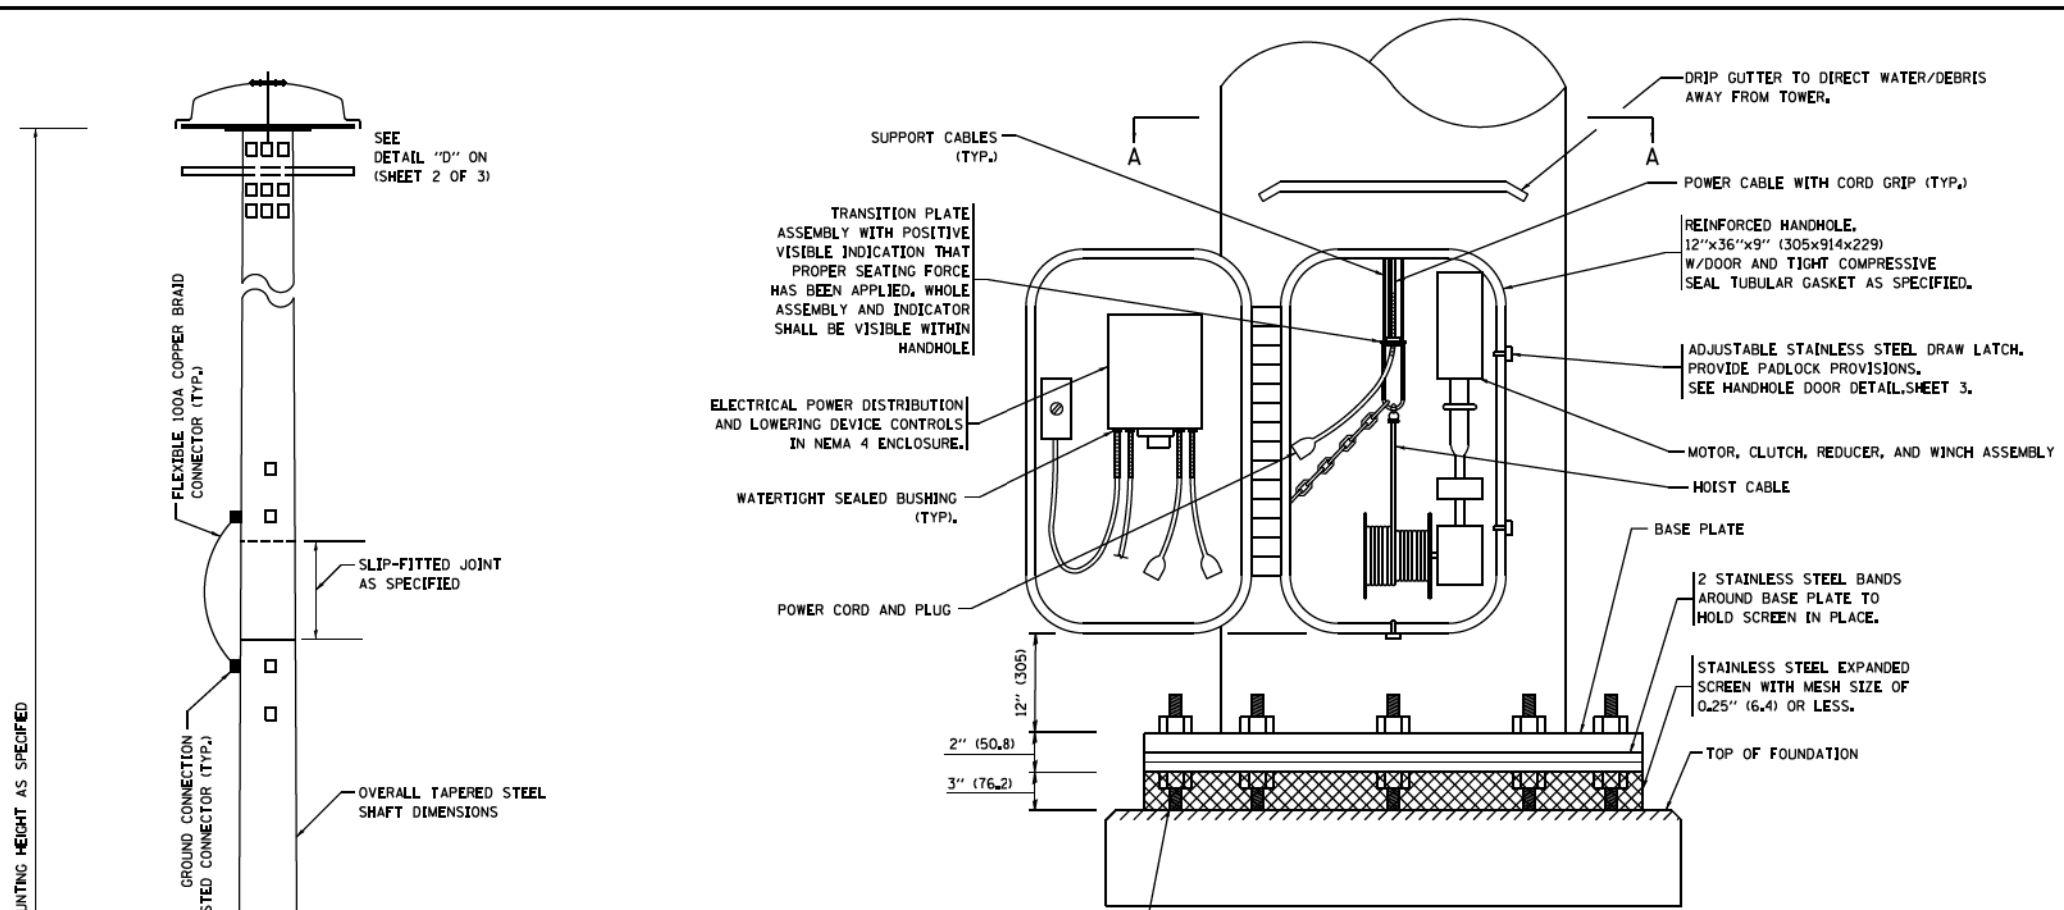 SEE
DETAIL "D" ON
(SHEET 2 OF 3)
FLEXIBLE 100A COPPER BRAID
CONNECTOR (TYP.)
SLIP-FITTED JOINT
AS SPECIFIED
GROUND CONNECTION
CONNECTOR (TYP.)
HEIGHT AS SPECIFIED
OVERALL TAPERED STEEL
SHAFT DIMENSIONS
SUPPORT CABLES
(TYP.)
A
A
TRANSITION PLATE
ASSEMBLY WITH POSITIVE
VISIBLE INDICATION THAT
PROPER SEATING FORCE
HAS BEEN APPLIED. WHOLE
ASSEMBLY AND INDICATOR
SHALL BE VISIBLE WITHIN
HANDHOLE
ELECTRICAL POWER DISTRIBUTION
AND LOWERING DEVICE CONTROLS
IN NEMA 4 ENCLOSURE.
WATERTIGHT SEALED BUSHING
(TYP).
POWER CORD AND PLUG
12" (305)
2" (50.8)
3" (76.2)
DRIP GUTTER TO DIRECT WATER/DEBRIS
AWAY FROM TOWER.
POWER CABLE WITH CORD GRIP (TYP.)
REINFORCED HANDHOLE,
12"x36"x9" (305x914x229)
W/DOOR AND TIGHT COMPRESSIVE
SEAL TUBULAR GASKET AS SPECIFIED.
ADJUSTABLE STAINLESS STEEL DRAW LATCH.
PROVIDE PADLOCK PROVISIONS.
SEE HANDHOLE DOOR DETAIL,SHEET 3.
MOTOR, CLUTCH, REDUCER, AND WINCH ASSEMBLY
HOIST CABLE
BASE PLATE
2 STAINLESS STEEL BANDS
AROUND BASE PLATE TO
HOLD SCREEN IN PLACE.
STAINLESS STEEL EXPANDED
SCREEN WITH MESH SIZE OF
0.25" (6.4) OR LESS.
TOP OF FOUNDATION